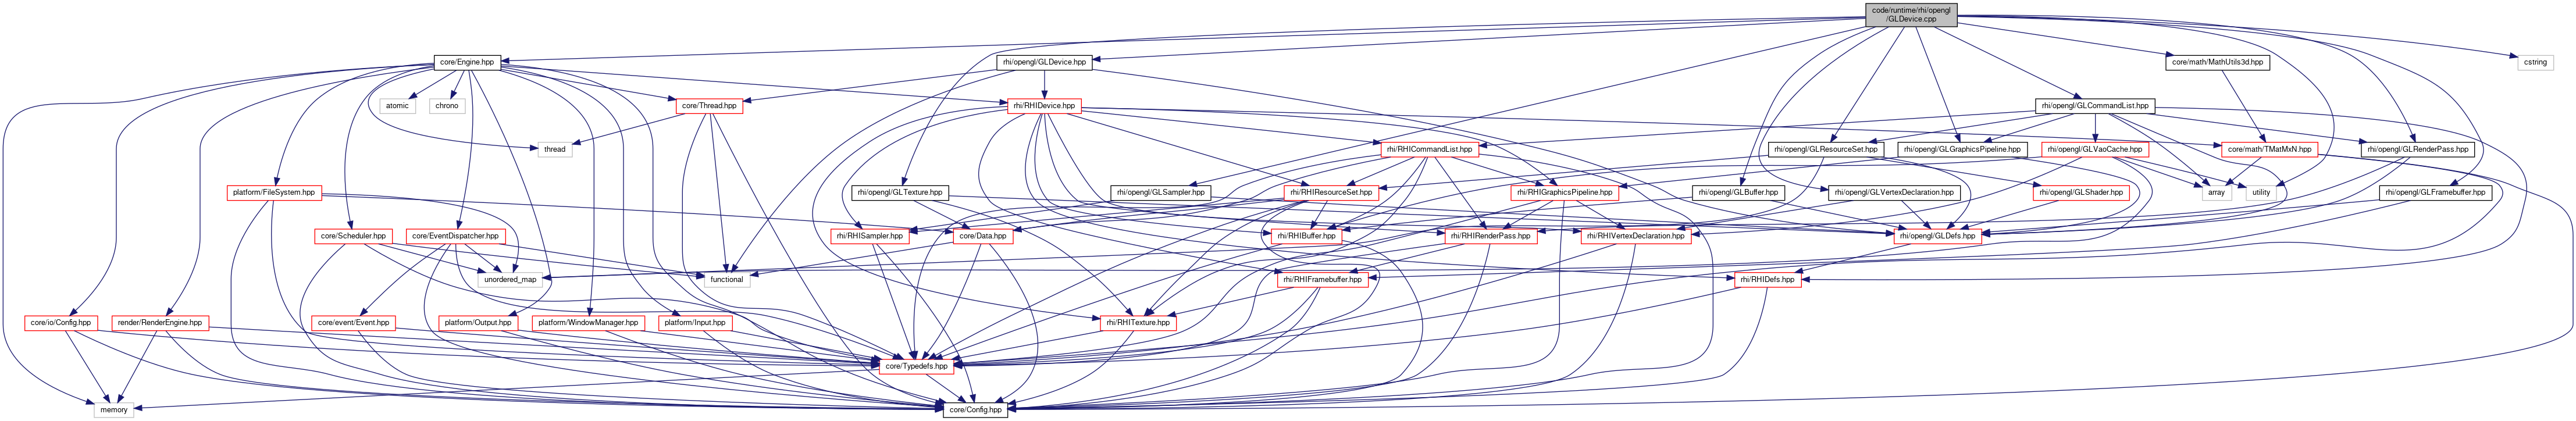 code/runtime/rhi/opengl
/GLDevice.cpp
core/Engine.hpp
rhi/opengl/GLDevice.hpp
core/math/MathUtils3d.hpp
cstring
atomic
chrono
core/Thread.hpp
rhi/RHIDevice.hpp
rhi/opengl/GLCommandList.hpp
thread
rhi/RHICommandList.hpp
rhi/opengl/GLResourceSet.hpp
rhi/opengl/GLGraphicsPipeline.hpp
rhi/opengl/GLVaoCache.hpp
core/math/TMatMxN.hpp
rhi/opengl/GLRenderPass.hpp
platform/FileSystem.hpp
rhi/opengl/GLTexture.hpp
rhi/opengl/GLSampler.hpp
rhi/RHIResourceSet.hpp
rhi/RHIGraphicsPipeline.hpp
rhi/opengl/GLBuffer.hpp
rhi/opengl/GLVertexDeclaration.hpp
rhi/opengl/GLShader.hpp
array
utility
rhi/opengl/GLFramebuffer.hpp
core/Scheduler.hpp
core/EventDispatcher.hpp
rhi/RHISampler.hpp
core/Data.hpp
rhi/RHIBuffer.hpp
rhi/RHIRenderPass.hpp
rhi/RHIVertexDeclaration.hpp
rhi/opengl/GLDefs.hpp
unordered_map
functional
rhi/RHIFramebuffer.hpp
rhi/RHIDefs.hpp
core/io/Config.hpp
render/RenderEngine.hpp
core/event/Event.hpp
platform/Output.hpp
platform/WindowManager.hpp
platform/Input.hpp
rhi/RHITexture.hpp
core/Typedefs.hpp
memory
core/Config.hpp